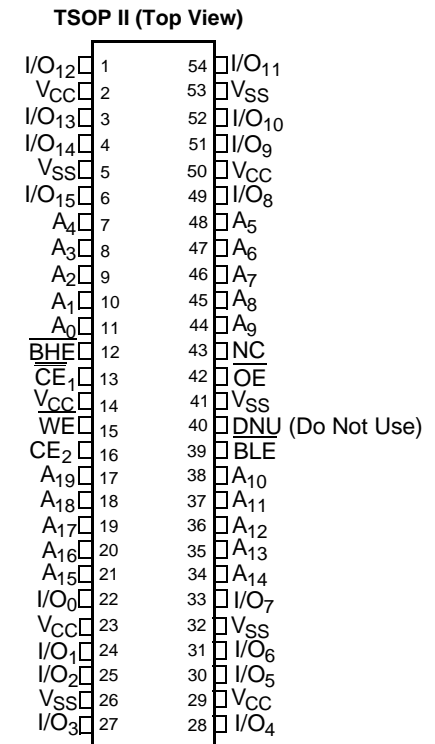 TSOP II (Top View)
I/O12 1 54 I/O11
VCC 2 53 VSS
I/O13 3 52 I/O10
I/O14 4 51 I/O9
VSS 5 50 VCC
I/O15 6 49 I/O8
A4 7 48 A5
A3 8 47 A6
A2 9 46 A7
A1 10 45 A8
A0 11 44 A9
BHE 12 43 NC
CE1 13 42 OE
VCC 14 41 VSS
WE 15 40 DNU (Do Not Use)
CE2 16 39 BLE
A19 17 38 A10
A18 18 37 A11
A17 19 36 A12
A16 20 35 A13
A15 21 34 A14
I/O0 22 33 I/O7
VCC 23 32 VSS
I/O1 24 31 I/O6
I/O2 25 30 I/O5
VSS 26 29 VCC
I/O3 27 28 I/O4